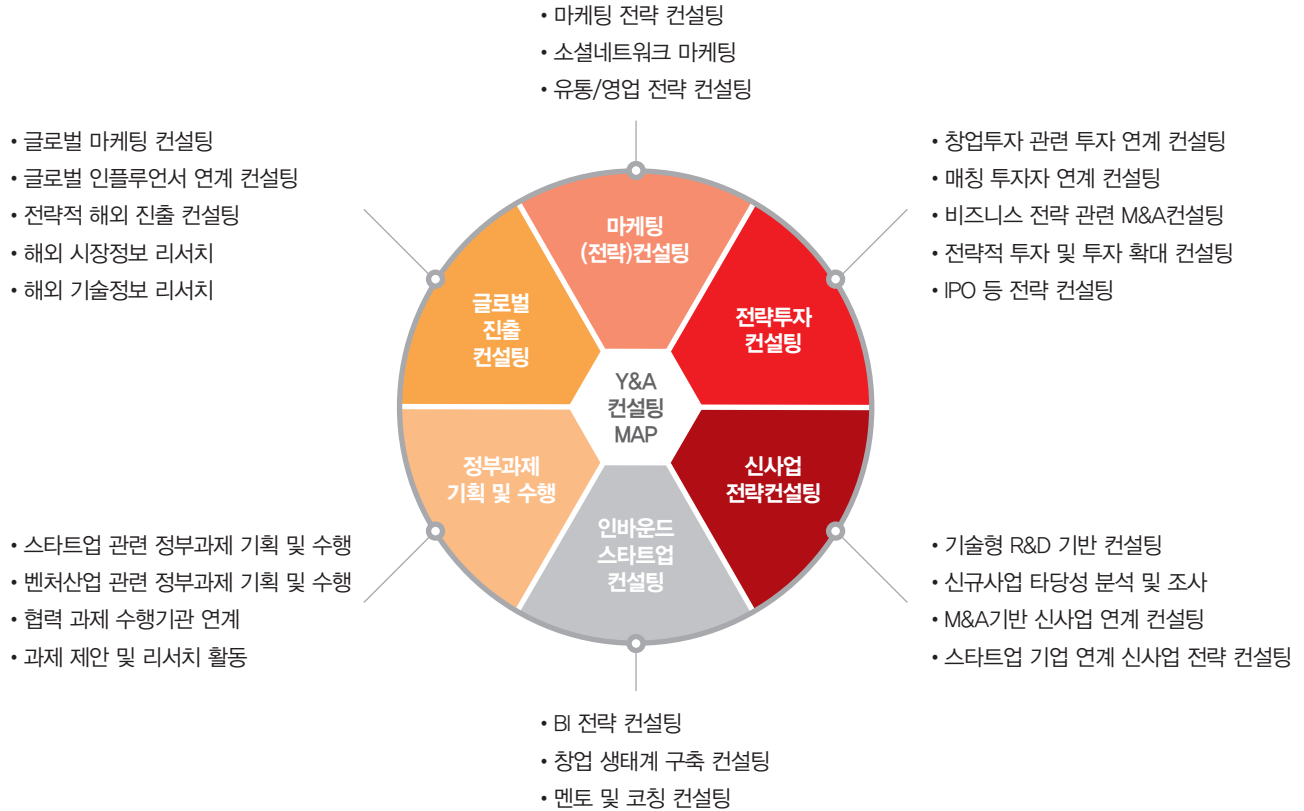 • 마케팅 전략 컨설팅
• 소셜네트워크 마케팅
• 유통/영업 전략 컨설팅
• 글로벌 마케팅 컨설팅
• 글로벌 인플루언서 연계 컨설팅
• 전략적 해외 진출 컨설팅
• 해외 시장정보 리서치
• 해외 기술정보 리서치
• 창업투자 관련 투자 연계 컨설팅
• 매칭 투자자 연계 컨설팅
• 비즈니스 전략 관련 M&A컨설팅
• 전략적 투자 및 투자 확대 컨설팅
• IPO 등 전략 컨설팅
마케팅
(전략)컨설팅
글로벌
진출
컨설팅
전략투자
컨설팅
Y&A
컨설팅
MAP
정부과제
기획 및 수행
신사업
전략컨설팅
인바운드
스타트업
컨설팅
• 스타트업 관련 정부과제 기획 및 수행
• 벤처산업 관련 정부과제 기획 및 수행
• 협력 과제 수행기관 연계
• 과제 제안 및 리서치 활동
• 기술형 R&D 기반 컨설팅
• 신규사업 타당성 분석 및 조사
• M&A기반 신사업 연계 컨설팅
• 스타트업 기업 연계 신사업 전략 컨설팅
• BI 전략 컨설팅
• 창업 생태계 구축 컨설팅
• 멘토 및 코칭 컨설팅